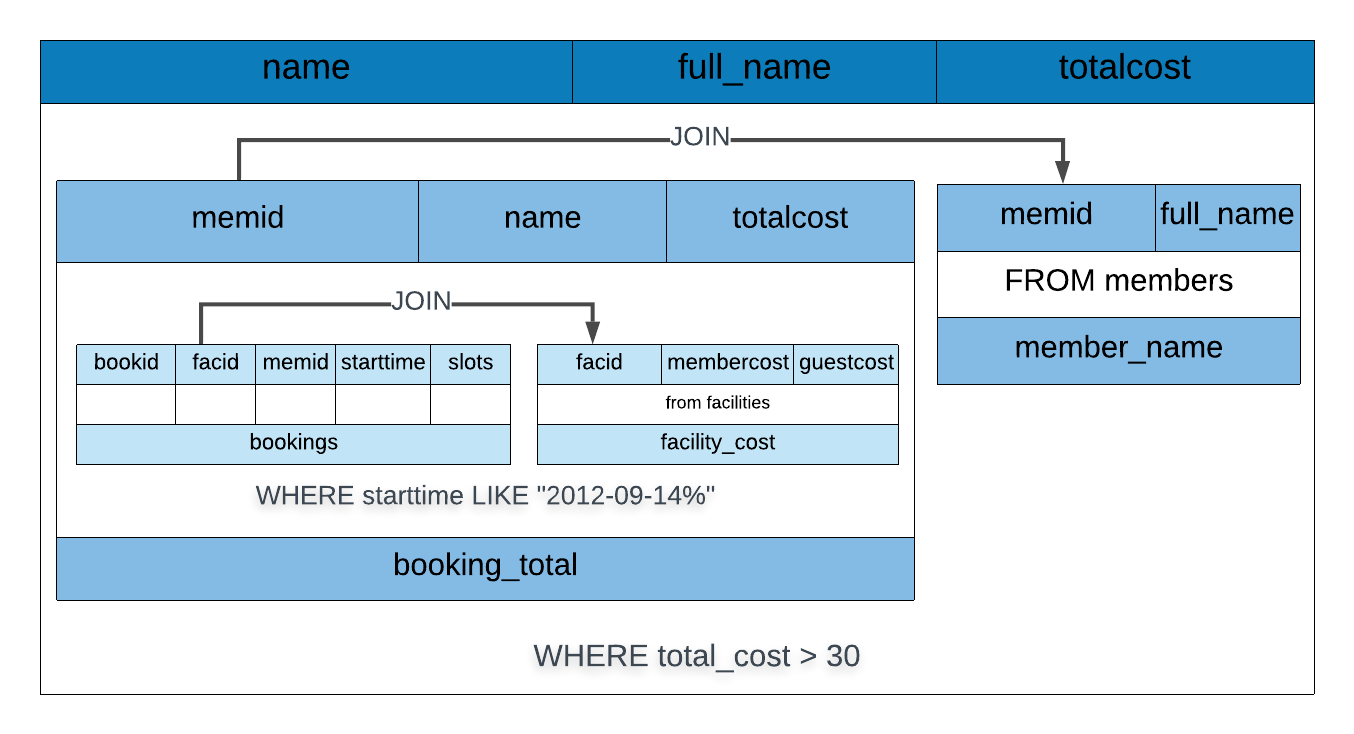 name full_name totalcost
JOIN
memid name totalcost
memid full_name
FROM members
member_name
JOIN
bookid facid memid starttime slots
facid membercost guestcost
from facilities
bookings
facility_cost
WHERE starttime LIKE "2012-09-14%"
booking_total
WHERE total_cost > 30